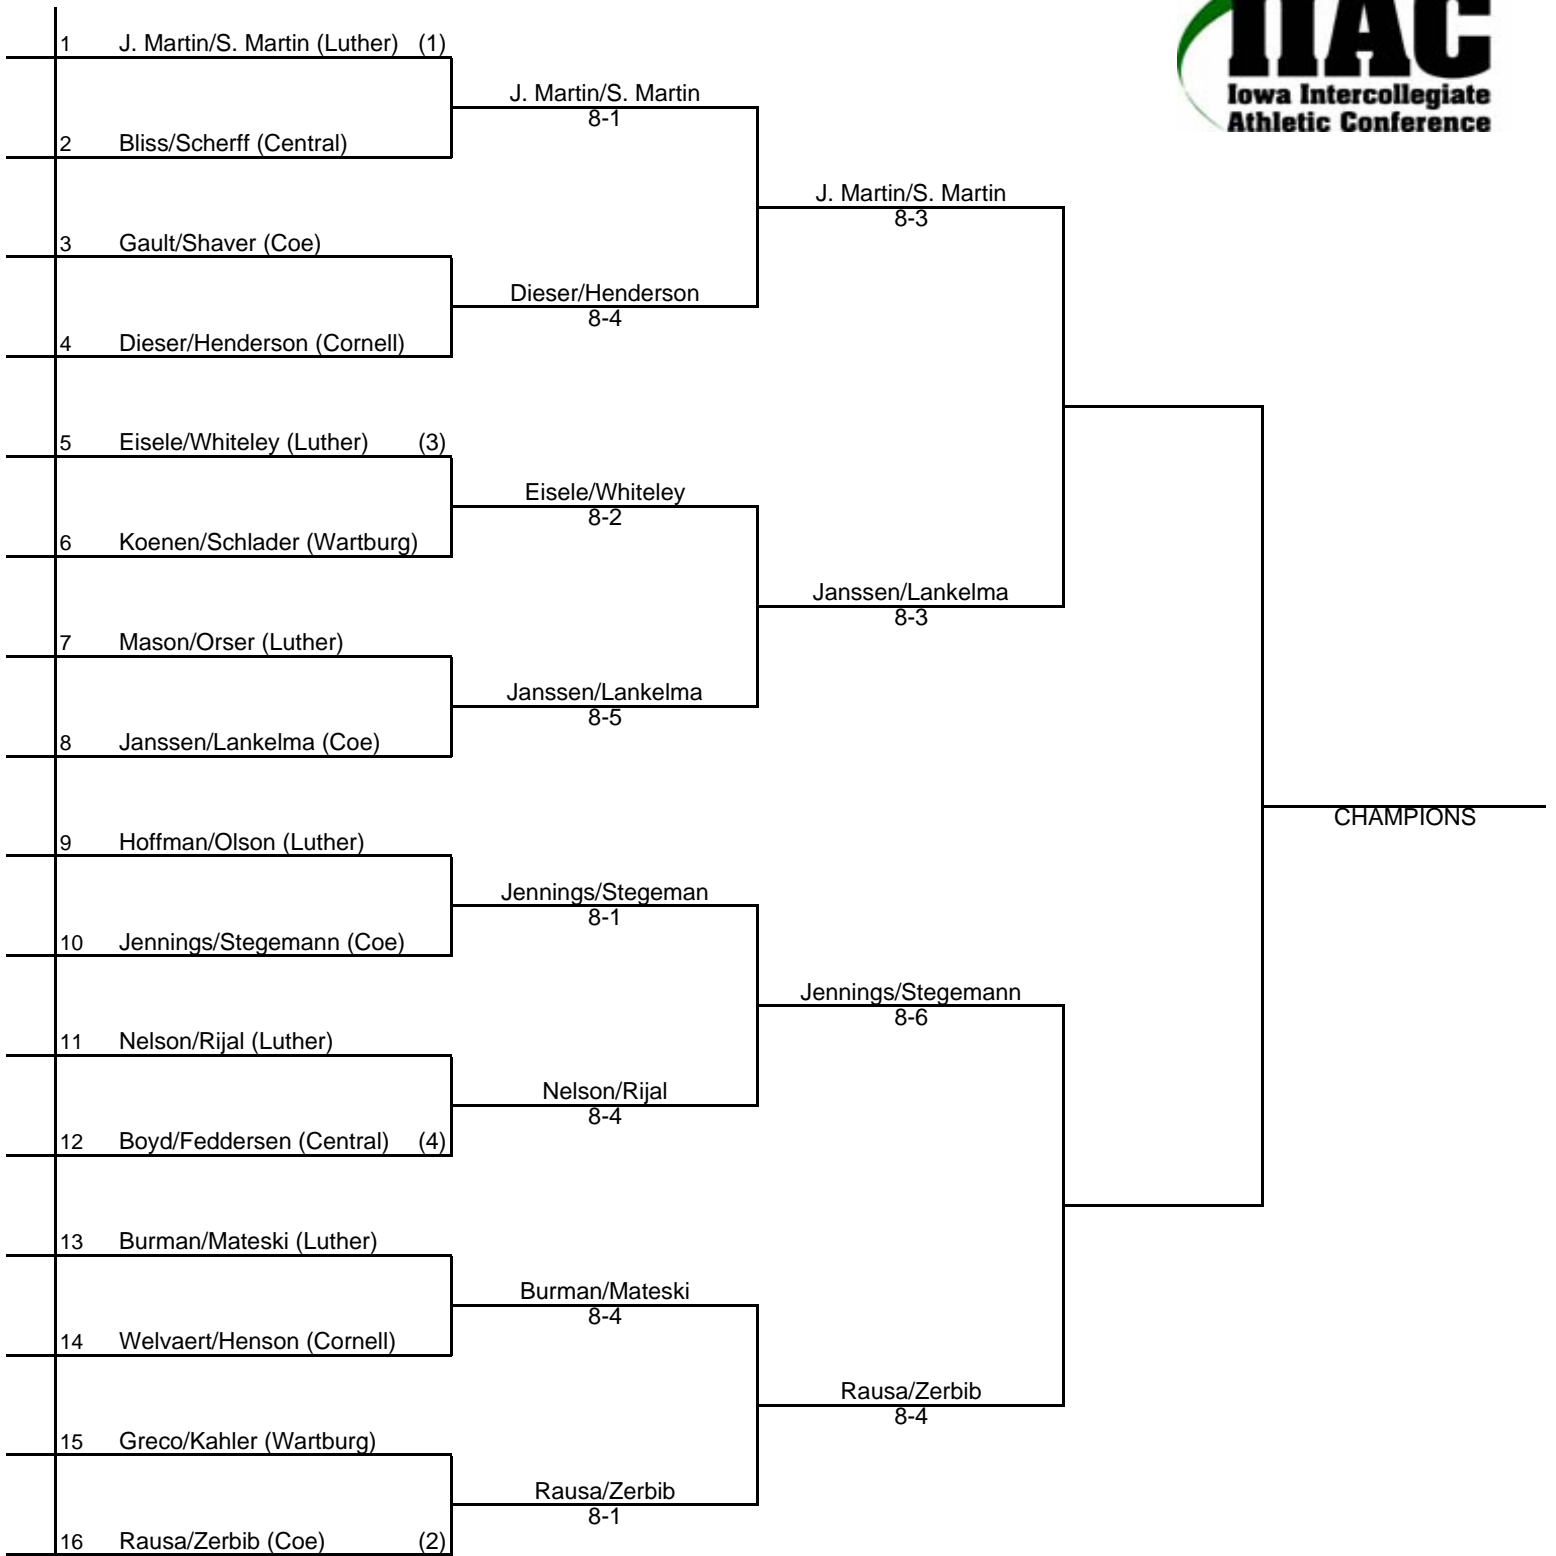 IIAC
Iowa Intercollegiate
Athletic Conference
1 J. Martin/S. Martin (Luther) (1)
J. Martin/S. Martin
8-1
2 Bliss/Scherff (Central)
J. Martin/S. Martin
8-3
3 Gault/Shaver (Coe)
Dieser/Henderson
8-4
4 Dieser/Henderson (Cornell)
5 Eisele/Whiteley (Luther) (3)
Eisele/Whiteley
8-2
6 Koenen/Schlader (Wartburg)
Janssen/Lankelma
8-3
7 Mason/Orser (Luther)
Janssen/Lankelma
8-5
8 Janssen/Lankelma (Coe)
CHAMPIONS
9 Hoffman/Olson (Luther)
Jennings/Stegeman
8-1
10 Jennings/Stegemann (Coe)
Jennings/Stegemann
8-6
11 Nelson/Rijal (Luther)
Nelson/Rijal
8-4
12 Boyd/Feddersen (Central) (4)
13 Burman/Mateski (Luther)
Burman/Mateski
8-4
14 Welvaert/Henson (Cornell)
Rausa/Zerbib
8-4
15 Greco/Kahler (Wartburg)
Rausa/Zerbib
8-1
16 Rausa/Zerbib (Coe) (2)